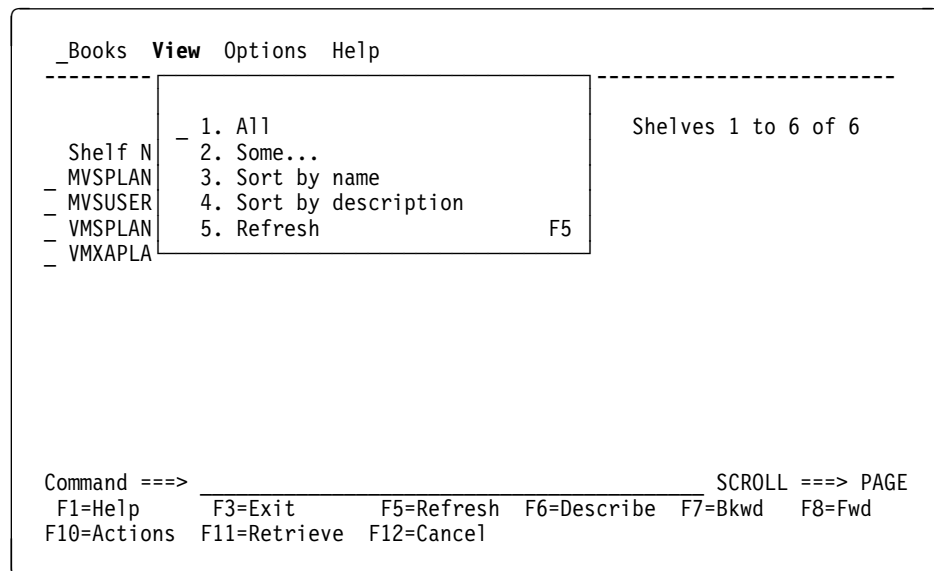 _Books View Options Help
--------- -------------------------
_ 1. All Shelves 1 to 6 of 6
Shelf N 2. Some...
_ MVSPLAN 3. Sort by name
_ MVSUSER 4. Sort by description
_ VMSPLAN 5. Refresh F5
_ VMXAPLA
Command ===> __________________________________________ SCROLL ===> PAGE
F1=Help F3=Exit F5=Refresh F6=Describe F7=Bkwd F8=Fwd
F10=Actions F11=Retrieve F12=Cancel